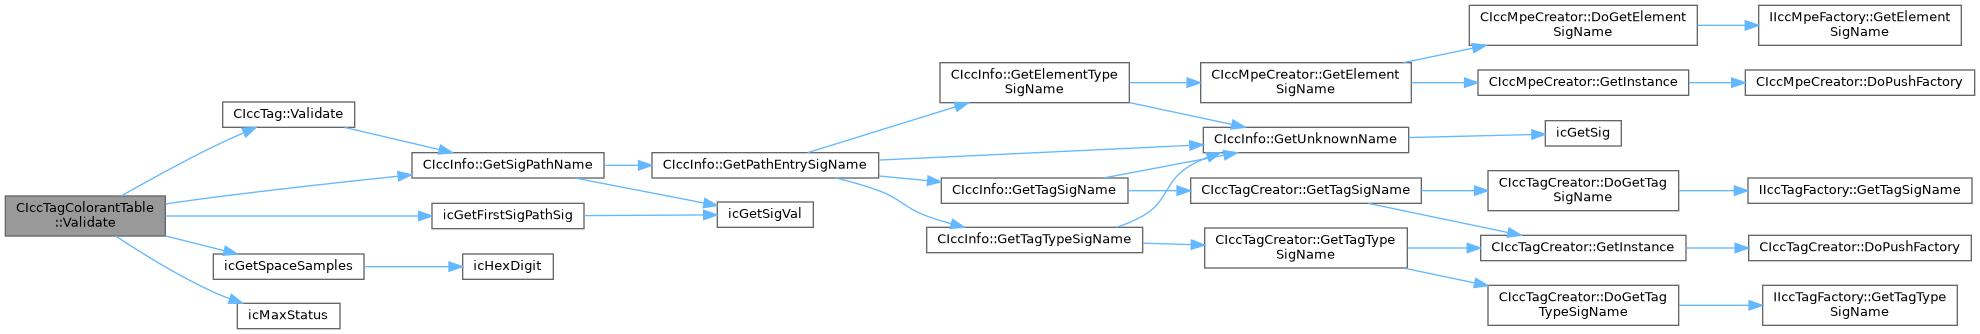 CIccTagColorantTable
::Validate
CIccTag::Validate
CIccInfo::GetSigPathName
icGetFirstSigPathSig
icGetSpaceSamples
icMaxStatus
icHexDigit
CIccInfo::GetPathEntrySigName
icGetSigVal
CIccInfo::GetElementType
SigName
CIccInfo::GetTagSigName
CIccInfo::GetTagTypeSigName
CIccMpeCreator::GetElement
SigName
CIccInfo::GetUnknownName
CIccTagCreator::GetTagSigName
CIccTagCreator::GetTagType
SigName
CIccMpeCreator::DoGetElement
SigName
CIccMpeCreator::GetInstance
icGetSig
CIccTagCreator::DoGetTag
SigName
CIccTagCreator::GetInstance
CIccTagCreator::DoGetTag
TypeSigName
IIccMpeFactory::GetElement
SigName
CIccMpeCreator::DoPushFactory
IIccTagFactory::GetTagSigName
CIccTagCreator::DoPushFactory
IIccTagFactory::GetTagType
SigName